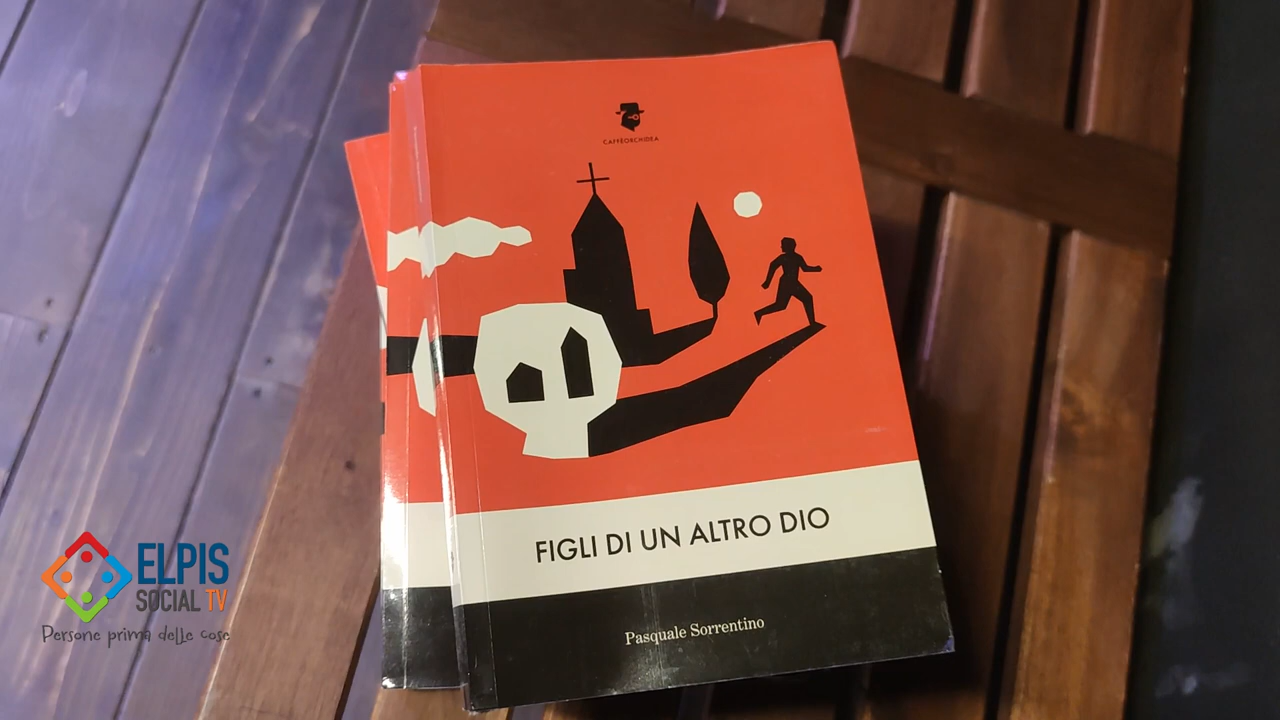 CAFFÈORCHIDEA
FIGLI DI UN ALTRO DIO
Pasquale Sorrentino
ELPIS
SOCIAL TV
Persone prima delle cose